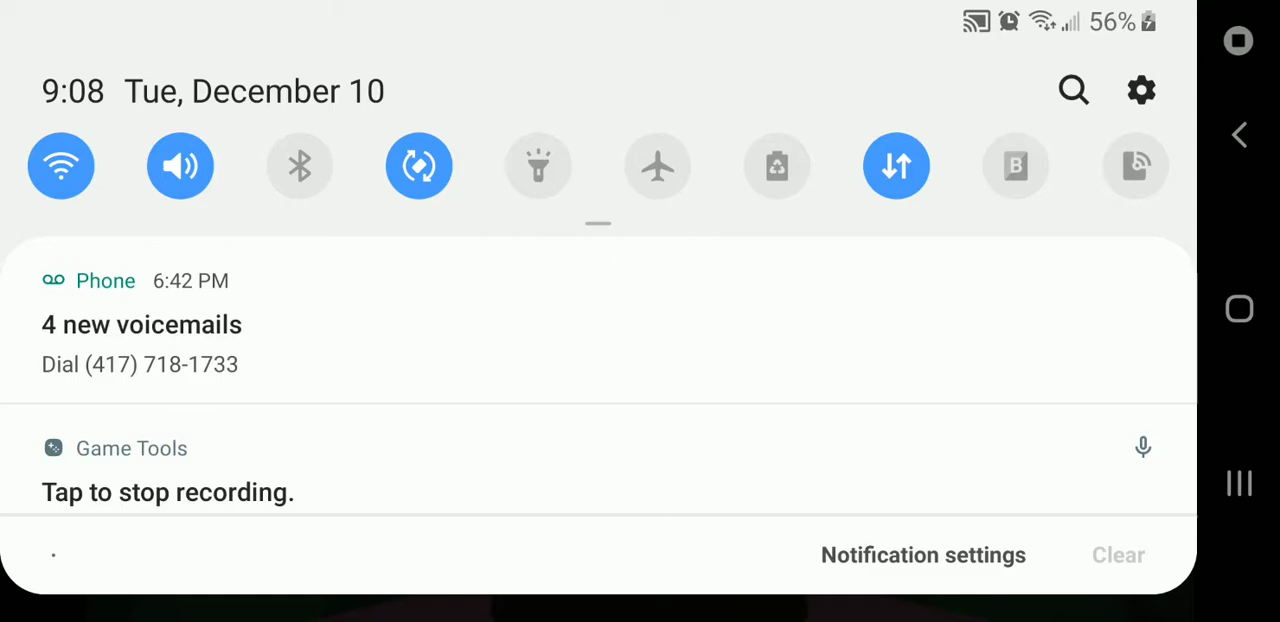 56%
9:08 Tue, December 10
B
Phone 6:42 PM
4 new voicemails
Dial (417) 718-1733
Game Tools
Tap to stop recording.
Notification settings Clear